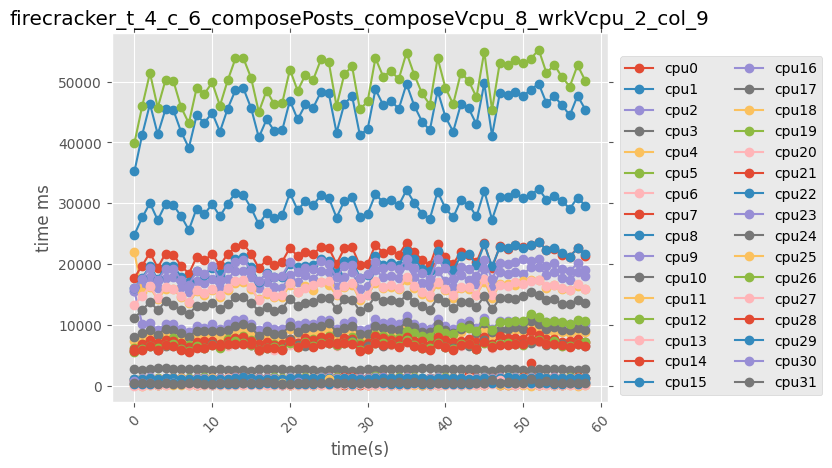 firecracker_t_4_c_6_composePosts_composeVcpu_8_wrkVcpu_2_col_9
time ms
50000
40000
30000
20000
10000
0
0 10 20 30 40 50 60
time(s)
cpu0 cpu16
cpu1 cpu17
cpu2 cpu18
cpu3 cpu19
cpu4 cpu20
cpu5 cpu21
cpu6 cpu22
cpu7 cpu23
cpu8 cpu24
cpu9 cpu25
cpu10 cpu26
cpu11 cpu27
cpu12 cpu28
cpu13 cpu29
cpu14 cpu30
cpu15 cpu31